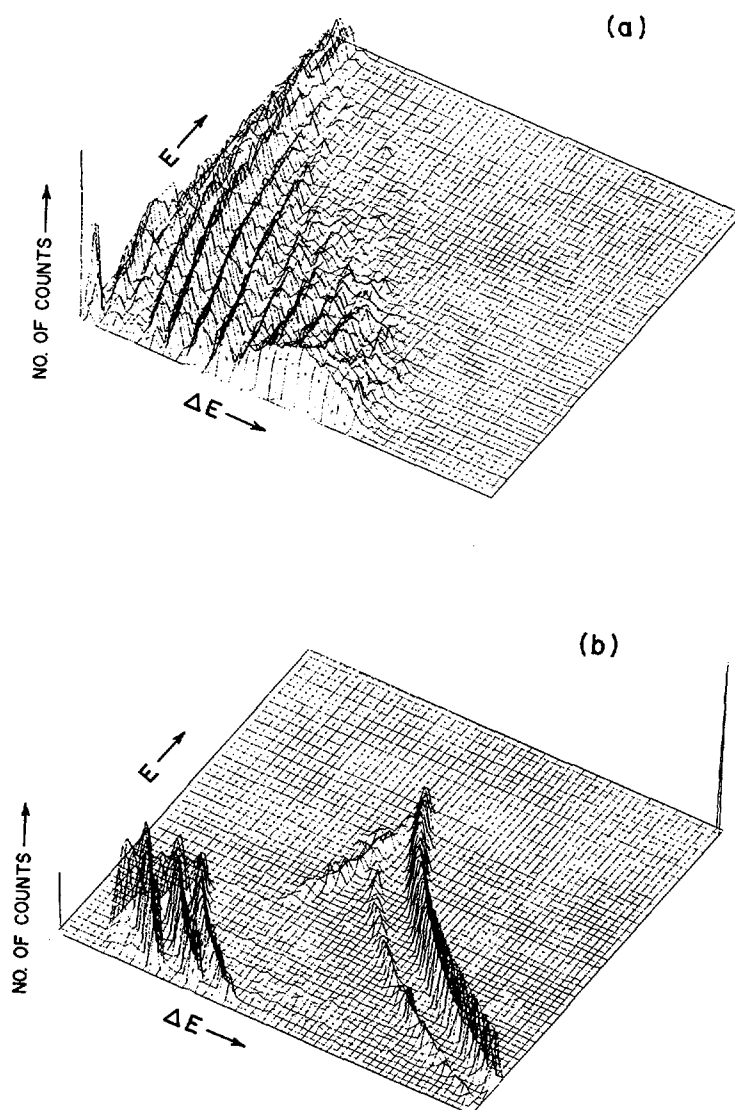 (a)
E →
NO. OF COUNTS →
ΔE →
(b)
E →
NO. OF COUNTS →
ΔE →